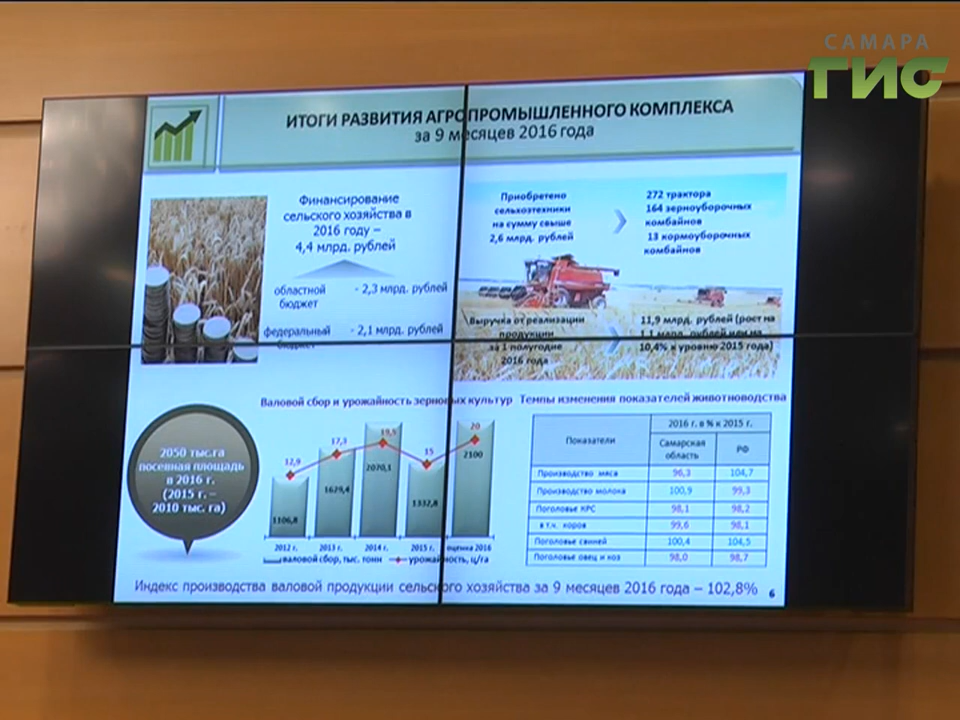 САМАРА
ГИС
ИТОГИ РАЗВИТИЯ АГРОПРОМЫШЛЕННОГО КОМПЛЕКСА
за 9 месяцев 2016 года
Финансирование
сельского хозяйства в
2016 году –
4,4 млрд. рублей
областной - 2,3 млрд. рублей
бюджет
федеральный - 2,1 млрд. рублей
бюджет
Приобретено
сельхозтехники
на сумму свыше
2,6 млрд. рублей
272 трактора
164 зерноуборочных
комбайнов
13 кормоуборочных
комбайнов
Выручка от реализации
продукции
за 1 полугодие
2016 года
11,9 млрд. рублей (рост на
1,1 млрд. рублей или на
10,4% к уровню 2015 года)
2050 тыс.га
посевная площадь
в 2016 г.
(2015 г. –
2010 тыс. га)
Валовой сбор и урожайность зерновых культур
12,9 17,3 19,5 15 20
1106,8 1629,4 2070,1 1332,8 2100
2012 г. 2013 г. 2014 г. 2015 г. оценка 2016
валовой сбор, тыс. тонн урожайность, ц/га
Темпы изменения показателей животноводства
Показатели 2016 г. в % к 2015 г.
Самарская область РФ
Производство мяса 96,3 104,7
Производство молока 100,9 99,3
Поголовье КРС 98,1 98,2
в т.ч. коров 99,6 98,1
Поголовье свиней 100,4 104,5
Поголовье овец и коз 98,0 98,7
Индекс производства валовой продукции сельского хозяйства за 9 месяцев 2016 года – 102,8%
6